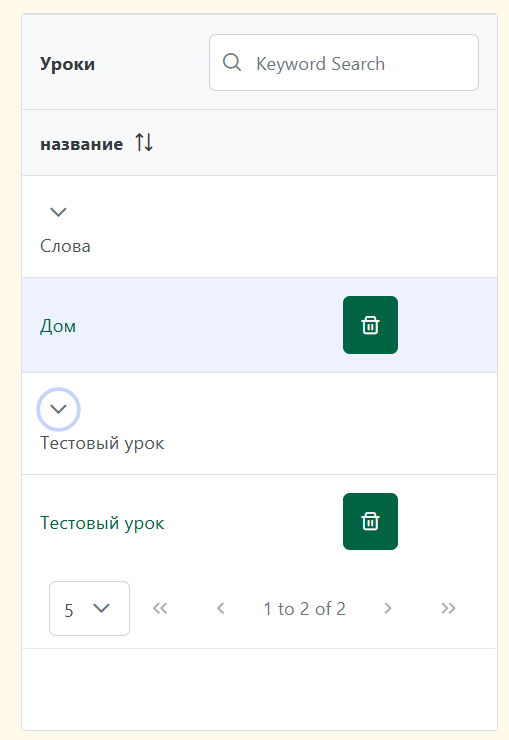 Уроки
Keyword Search
название
Слова
Дом
Тестовый урок
Тестовый урок
5
1 to 2 of 2